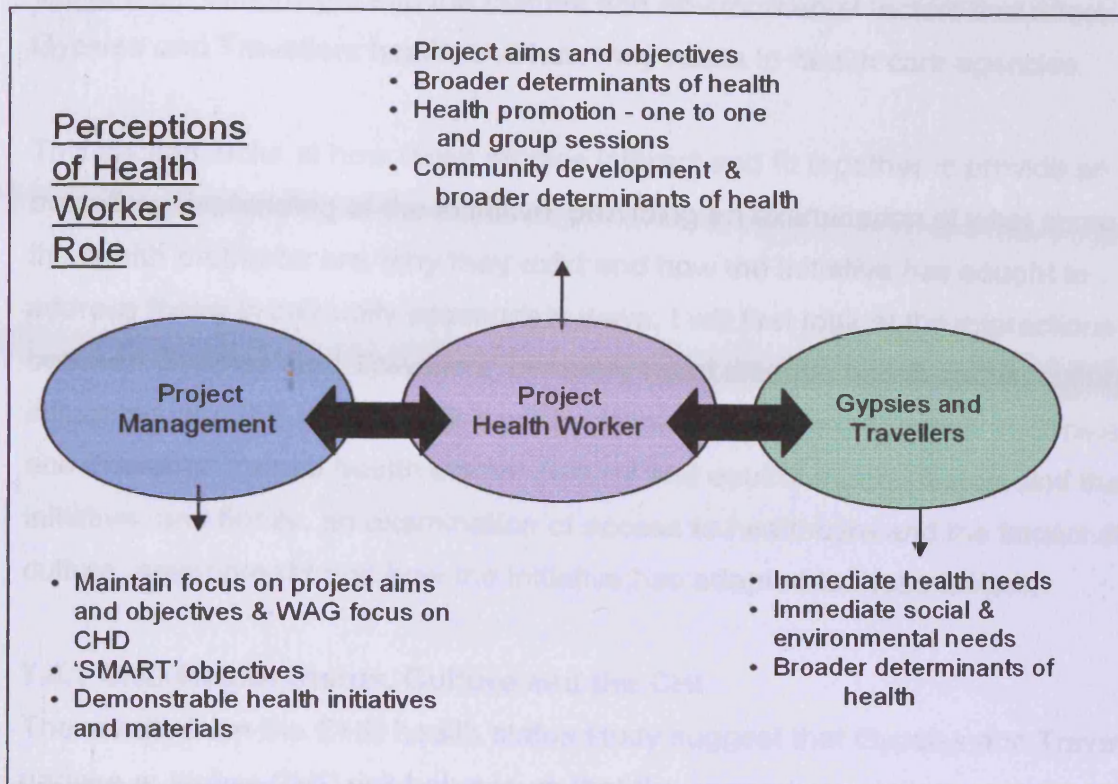 Perceptions
of Health
Worker's
Role
• Project aims and objectives
• Broader determinants of health
• Health promotion - one to one
and group sessions
• Community development &
broader determinants of health
Project
Management
Project
Health Worker
Gypsies and
Travellers
• Maintain focus on project aims
and objectives & WAG focus on
CHD
• 'SMART' objectives
• Demonstrable health initiatives
and materials
• Immediate health needs
• Immediate social &
environmental needs
• Broader determinants of
health